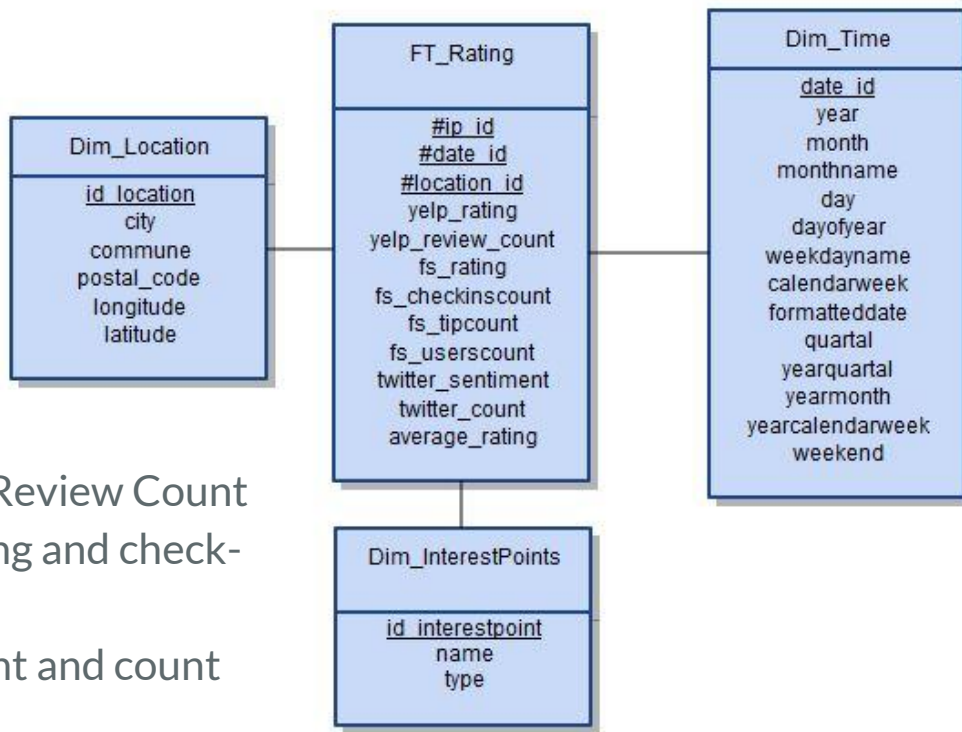 FT_Rating
#ip_id
#date_id
#location_id
yelp_rating
yelp_review_count
fs_rating
fs_checkinscount
fs_tipcount
fs_userscount
twitter_sentiment
twitter_count
average_rating
Dim_Time
date_id
year
month
monthname
day
dayofyear
weekdayname
calendarweek
formatteddate
quartal
yearquartal
yearmonth
yearcalendarweek
weekend
Dim_Location
id_location
city
commune
postal_code
longitude
latitude
Review Count
ng and check-
nt and count
Dim_InterestPoints
id_interestpoint
name
type